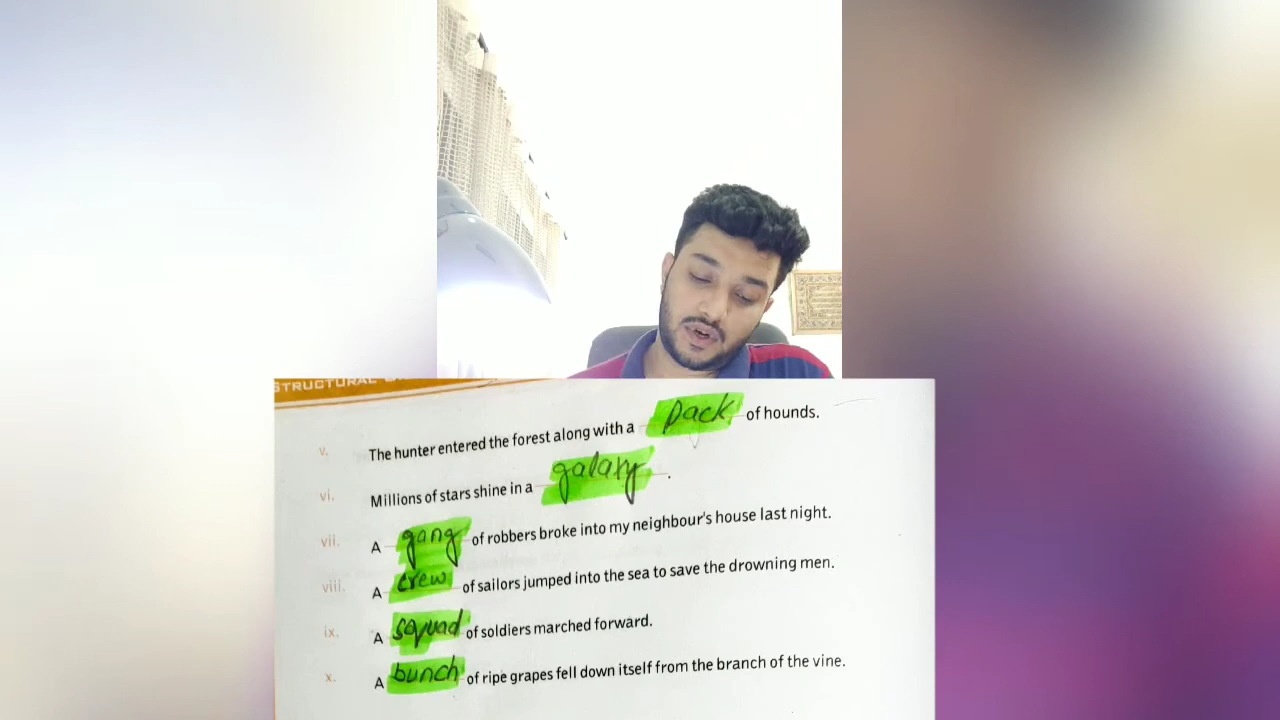 STRUCTURAL
v. The hunter entered the forest along with a pack of hounds.
vi. Millions of stars shine in a galaxy.
vii. A gang of robbers broke into my neighbour's house last night.
viii. A crew of sailors jumped into the sea to save the drowning men.
ix. A squad of soldiers marched forward.
x. A bunch of ripe grapes fell down itself from the branch of the vine.